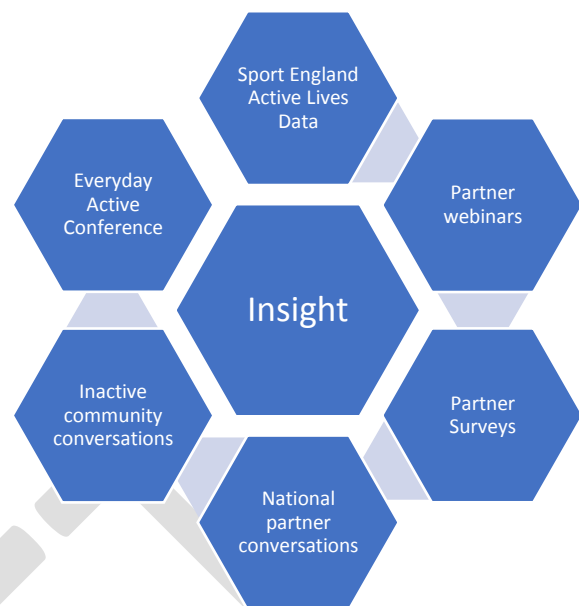 Sport England
Active Lives
Data
Everyday
Active
Conference
Partner
webinars
Insight
Inactive
community
conversations
Partner
Surveys
National
partner
conversations